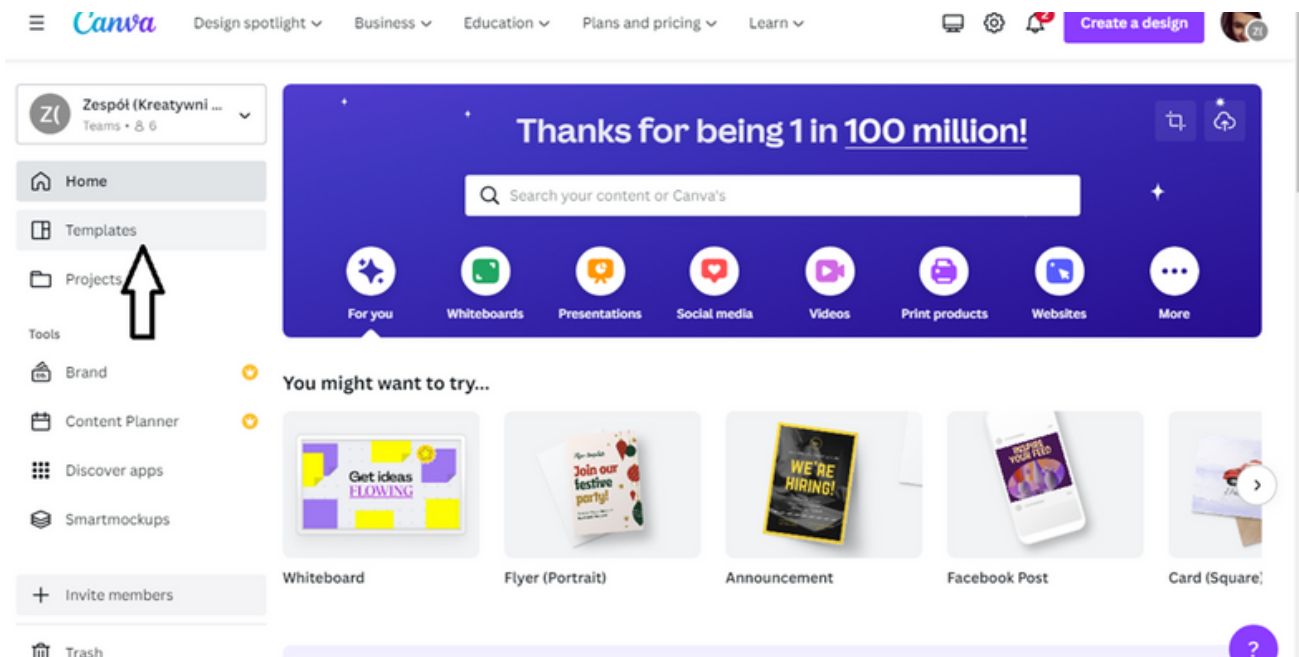 Canva
Design spotlight
Business
Education
Plans and pricing
Learn
2
Create a design
Z(
Z(
Zespół (Kreatywni ...
Teams • 6
Home
Templates
Projects
Tools
Brand
Content Planner
Discover apps
Smartmockups
Invite members
Trash
Thanks for being 1 in 100 million!
Search your content or Canva's
For you
Whiteboards
Presentations
Social media
Videos
Print products
Websites
More
You might want to try...
Get ideas
FLOWING
Join our
festive
party!
WE'RE
HIRING!
INSPIRE
YOUR FEED
Whiteboard
Flyer (Portrait)
Announcement
Facebook Post
Card (Square)
?